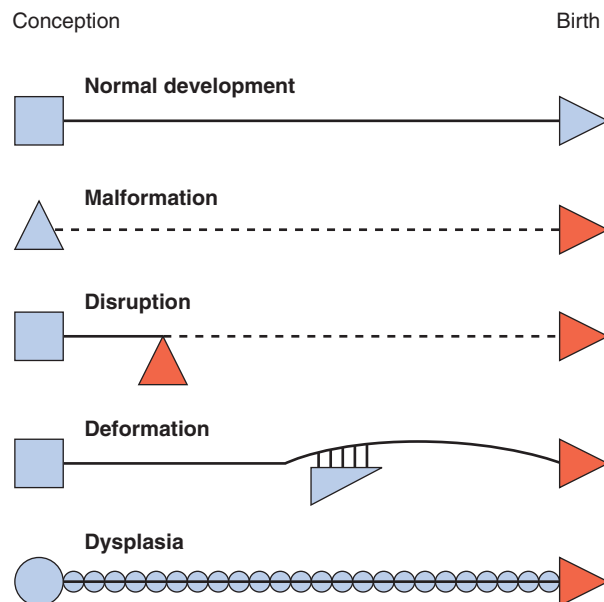 Conception Birth
Normal development
Malformation
Disruption
Deformation
Dysplasia